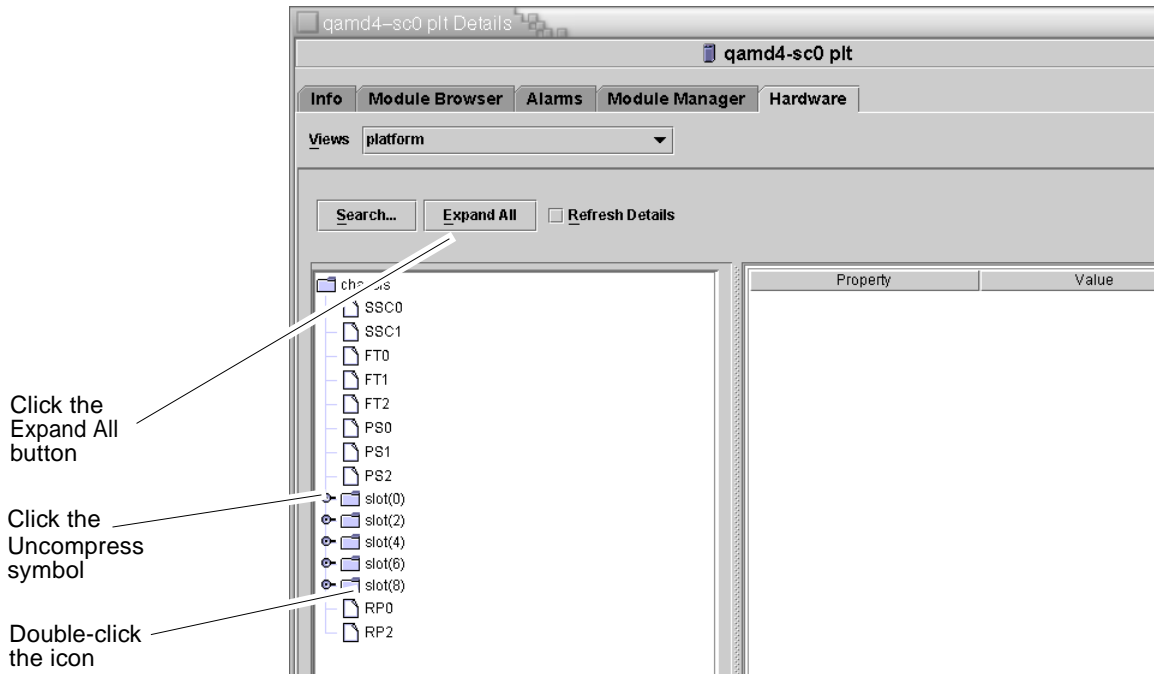 qamd4-sc0 plt Details
qamd4-sc0 plt
Info Module Browser Alarms Module Manager Hardware
Views platform
Search... Expand All Refresh Details
Property Value
SSC0
SSC1
FT0
FT1
FT2
PS0
PS1
PS2
slot(0)
slot(2)
slot(4)
slot(6)
slot(8)
RP0
RP2
Click the
Expand All
button
Click the
Uncompress
symbol
Double-click
the icon